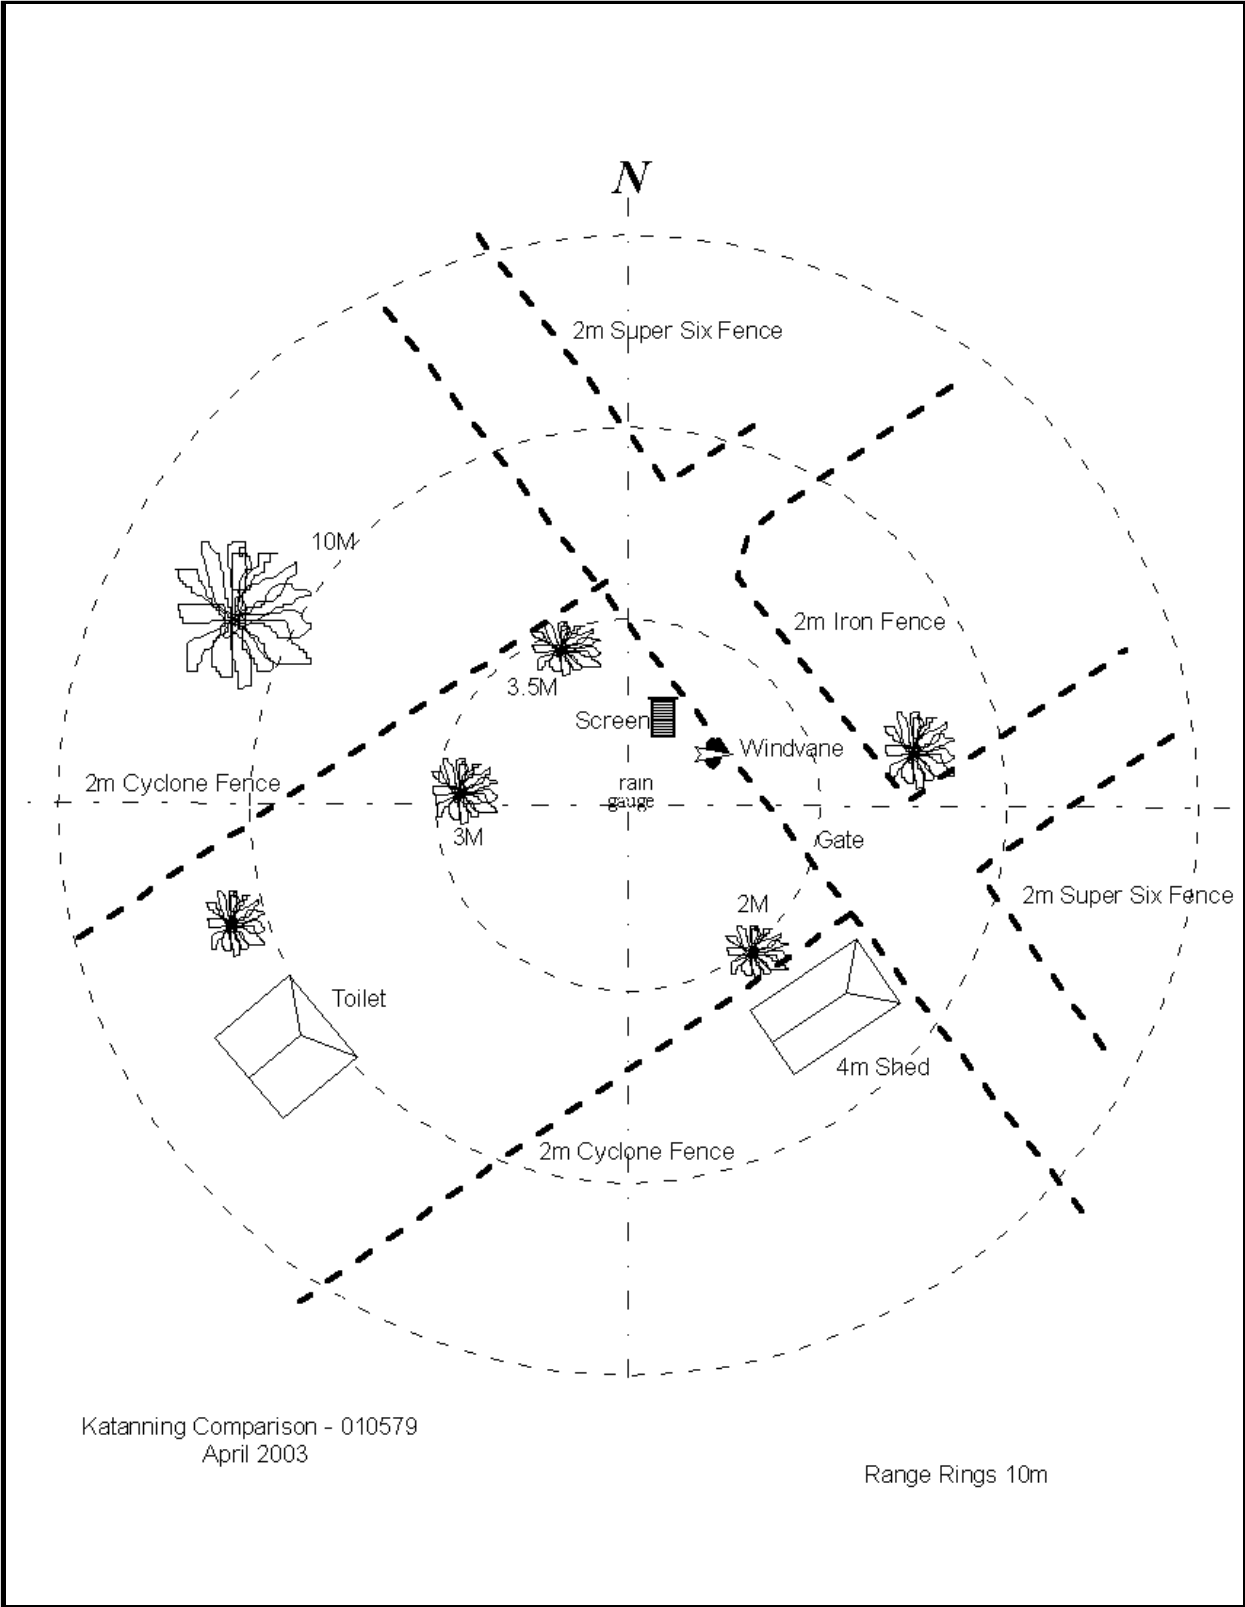 N
2m Super Six Fence
10M
2m Iron Fence
3.5M
Screen
Windvane
2m Cyclone Fence
rain
gauge
3M
Gate
2m Super Six Fence
2M
Toilet
4m Shed
2m Cyclone Fence
Katanning Comparison - 010579
April 2003
Range Rings 10m